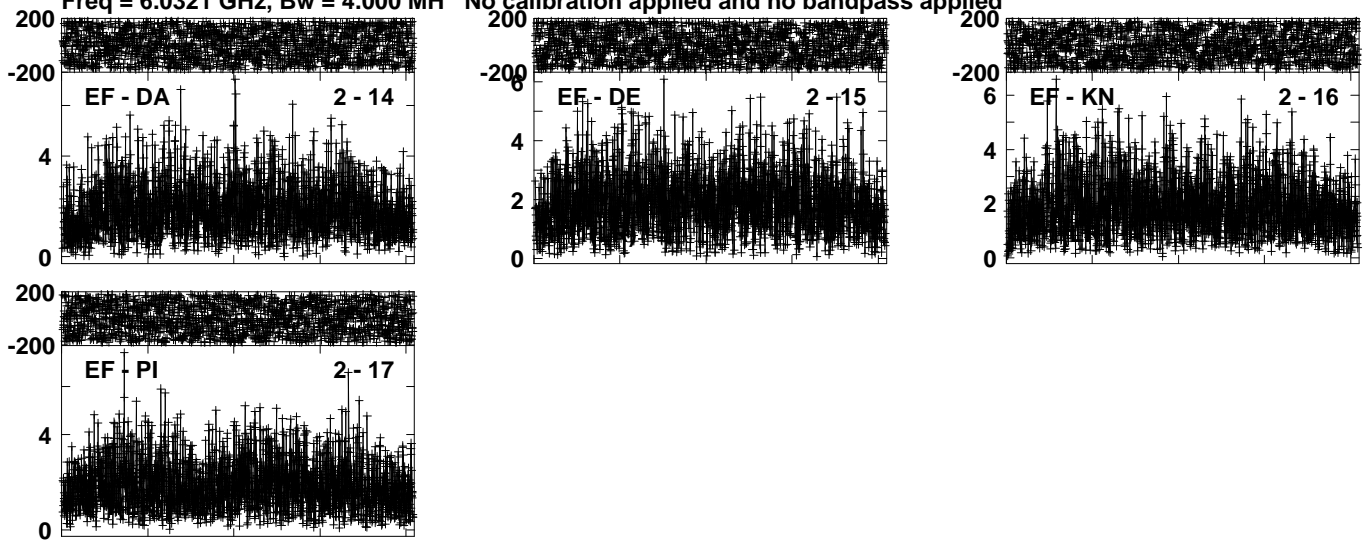 Freq = 6.0321 GHz, Bw = 4.000 MH No calibration applied and no bandpass applied
200 200 200
-200 -200 -200
EF - DA 2 - 14 6 EF - DE 2 - 15 6 EF - KN 2 - 16
4 4 4
2 2
0 0 0
200
-200
EF - PI 2 - 17
4
0